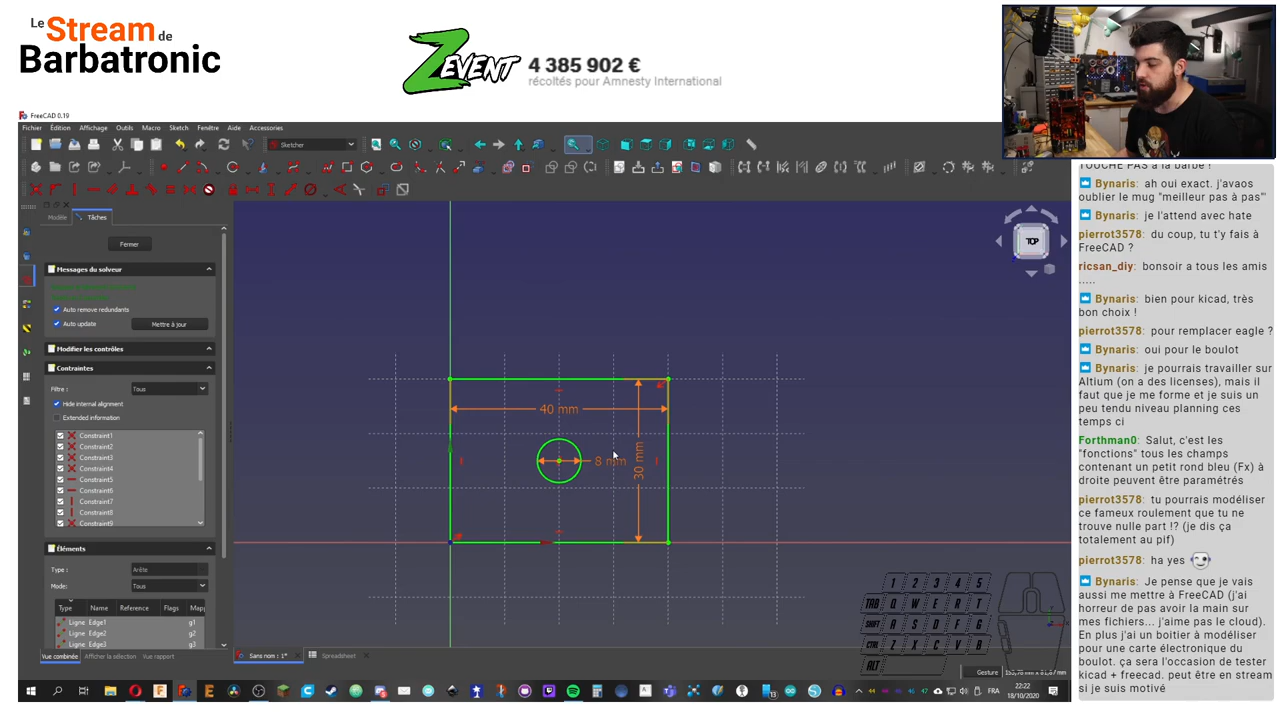 Le Stream de
Barbatronic
ZEVENT
4 385 902 €
récoltés pour Amnesty International
FreeCAD 0.19
Fichier Édition Affichage Outils Macro Sketch Fenêtre Aide Accessories
Sketcher
Modèle Tâches
Fermer
Messages du solveur
Auto remove redundants
Auto update Mettre à jour
Modifier les contrôles
Contraintes
Filtre : Tous
Hide internal alignment
Extended information
Constraint1
Constraint2
Constraint3
Constraint4
Constraint5
Constraint6
Constraint7
Constraint8
Constraint9
Éléments
Type : Arête
Mode: Tous
Type Name Reference Flags Mapp
Ligne Edge1 g1
Ligne Edge2 g2
Ligne Edge3 g3
Vue combinée Afficher la sélection Vue rapport
TOP
40 mm
8 mm
30 mm
1 2 3 4 5
TAB Q W E R T
SHIFT A S D F G
CTRL Z X C V B
ALT
Sans nom : 1* Spreadsheet
Gesture
22:22
FRA
18/10/2020
TOUCHE PAS à la barbe !
Bynaris: ah oui exact. j'avaos
oublier le mug "meilleur pas à pas"'
Bynaris: je l'attend avec hate
pierrot3578: du coup, tu t'y fais à
FreeCAD ?
ricsan_diy: bonsoir a tous les amis
.....
Bynaris: bien pour kicad, très
bon choix !
pierrot3578: pour remplacer eagle ?
Bynaris: oui pour le boulot
Bynaris: je pourais travailler sur
Altium (on a des licenses), mais il
faut que je me forme et je suis un
peu tendu niveau planning ces
temps ci
Forthman0: Salut, c'est les
"fonctions" tous les champs
contenant un petit rond bleu (Fx) à
droite peuvent être paramétrés
pierrot3578: tu pourais modéliser
ce fameux roulement que tu ne
trouve nulle part !? (je dis ça
totalement au pif)
pierrot3578: ha yes
Bynaris: Je pense que je vais
aussi me mettre à FreeCAD (j'ai
horreur de pas avoir la main sur
mes fichiers... j'aime pas le cloud).
En plus j'ai un boitier à modéliser
pour une carte électronique du
boulot. ça sera l'occasion de tester
kicad + freecad. peut être en stream
si je suis motivé